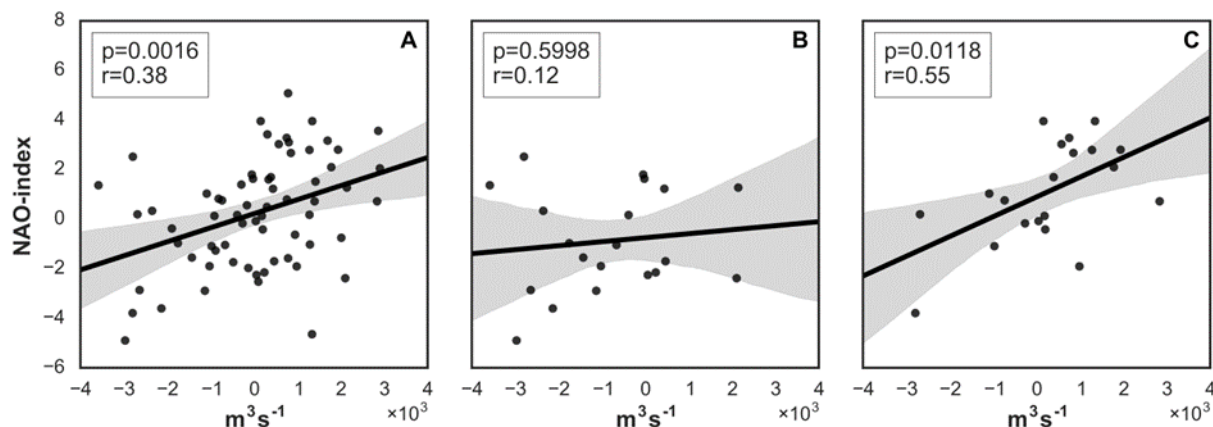 8
6
4
2
0
−2
−4
−6
NAO-index
p=0.0016
r=0.38
A
−4 −3 −2 −1 0 1 2 3 4
m³s⁻¹
×10³
p=0.5998
r=0.12
B
−4 −3 −2 −1 0 1 2 3 4
m³s⁻¹
×10³
p=0.0118
r=0.55
C
−4 −3 −2 −1 0 1 2 3 4
m³s⁻¹
×10³